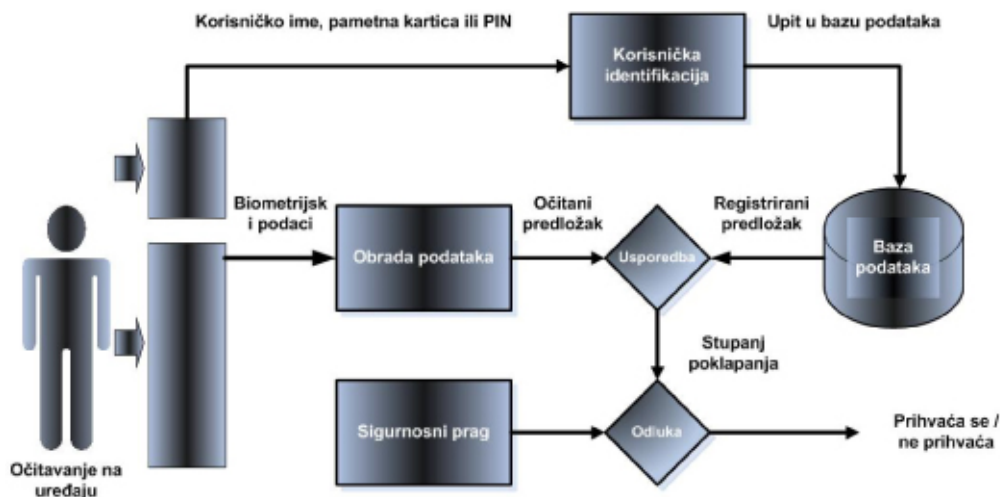 Korisničko ime, pametna kartica ili PIN
Upit u bazu podataka
Korisnička
identifikacija
Biometrijsk
i podaci
Očitani
predložak
Registrirani
predložak
Obrada podataka
Usporedba
Baza
podataka
Stupanj
poklapanja
Sigurnosni prag
Odluka
Prihvaća se /
ne prihvaća
Očitavanje na
uređaju